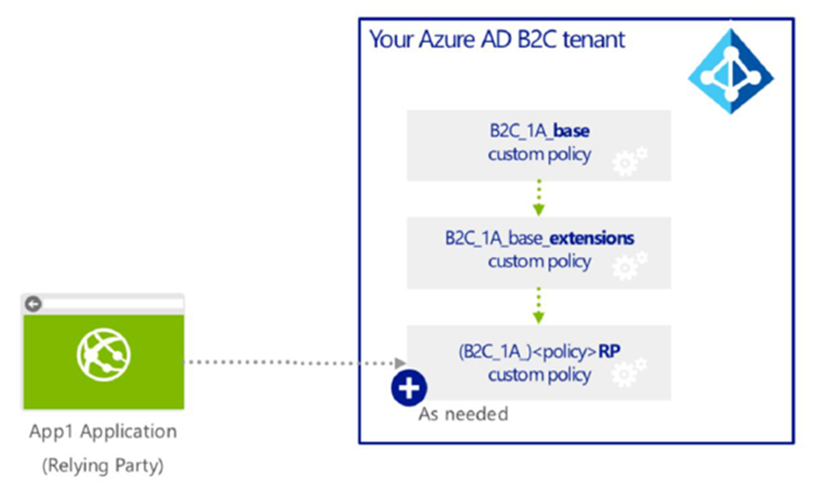 Your Azure AD B2C tenant
B2C_1A_base
custom policy
B2C_1A_base_extensions
custom policy
(B2C_1A_)<policy>RP
custom policy
As needed
App1 Application
(Relying Party)